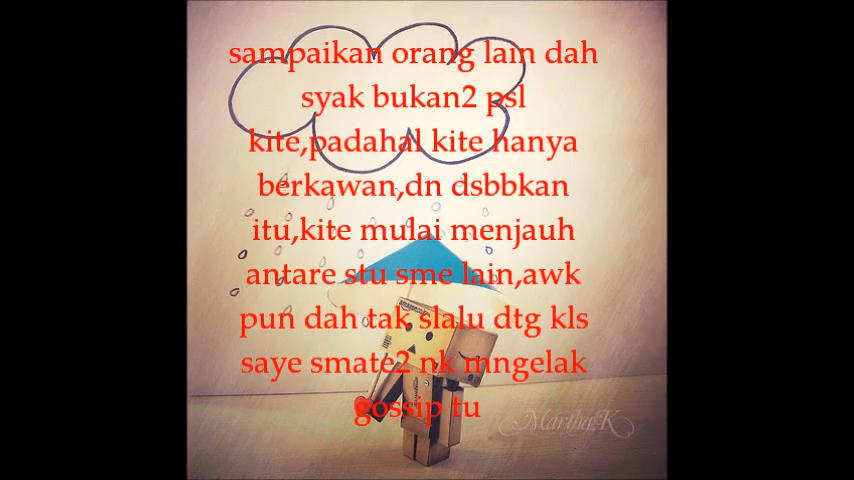 sampaikan orang lain dah
syak bukan2 psl
kite,padahal kite hanya
berkawan,dn dsbbkan
itu,kite mulai menjauh
antare stu sme lain,awk
pun dah tak slalu dtg kls
saye smate2 nk mngelak
gossip tu
Martha.K